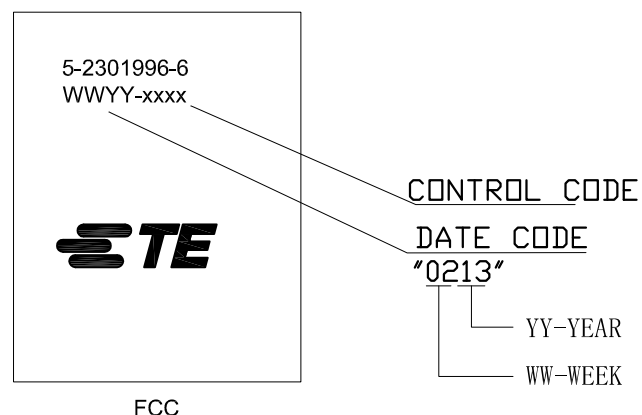 5-2301996-6
WWYY-xxxx
CONTROL CODE
DATE CODE
"0213"
TE
YY-YEAR
WW-WEEK
FCC